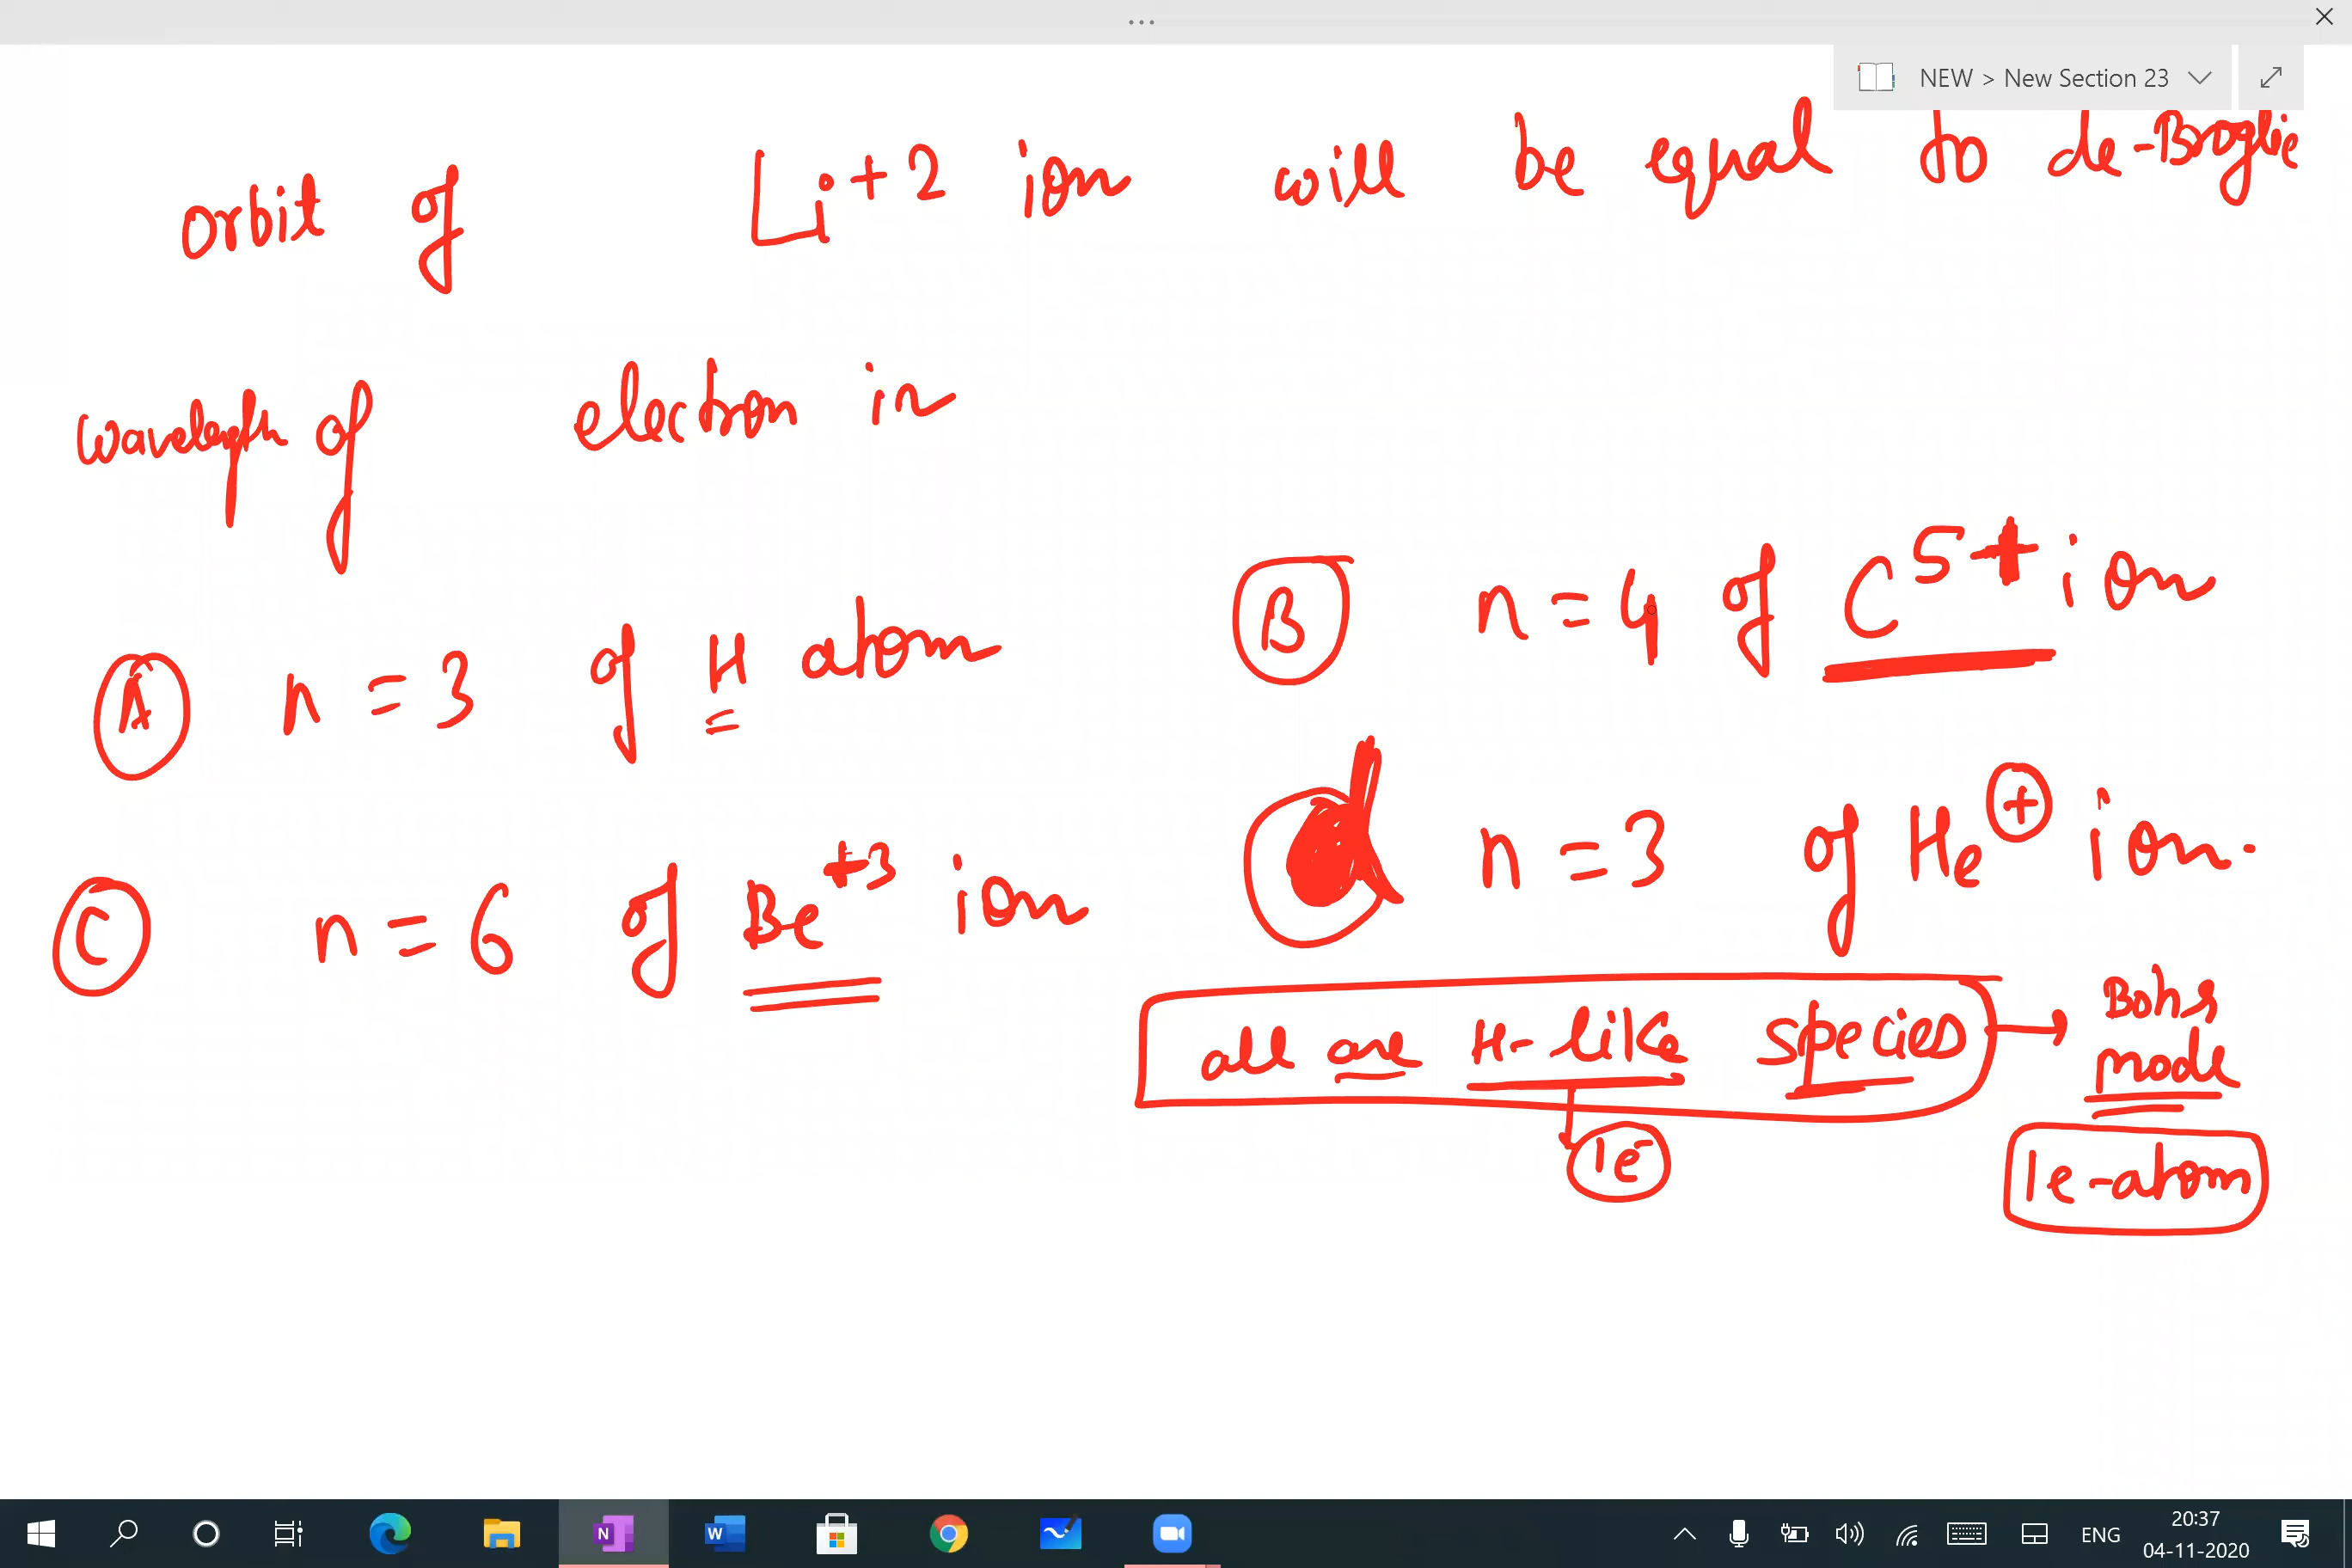 NEW > New Section 23
orbit of Li+2 ion will be equal to de-Broglie
wavelength of electron in
A n = 3 of H atom
B n = 4 of C5+ ion
C n = 6 of Be+3 ion
d n = 3 of He+ ion.
all are H-like species → Bohs mode
1e-
1e-atom
ENG
20:37
04-11-2020